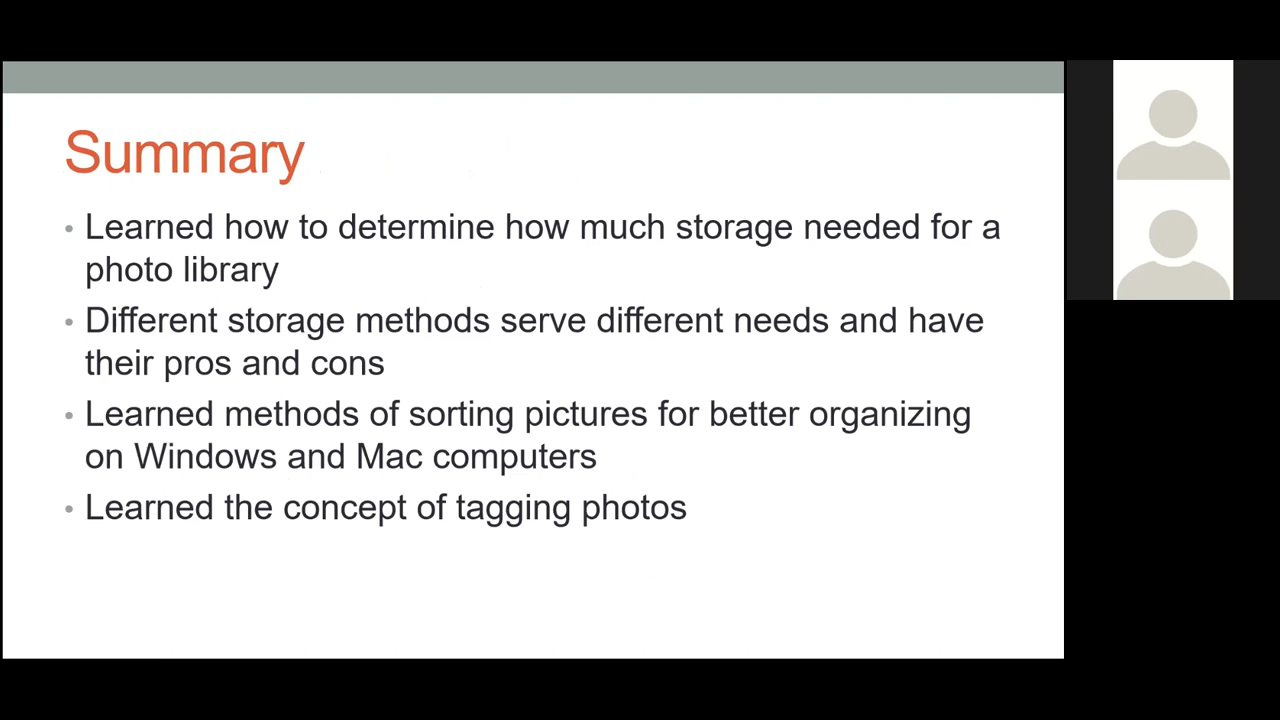 Summary
• Learned how to determine how much storage needed for a
photo library
• Different storage methods serve different needs and have
their pros and cons
• Learned methods of sorting pictures for better organizing
on Windows and Mac computers
• Learned the concept of tagging photos